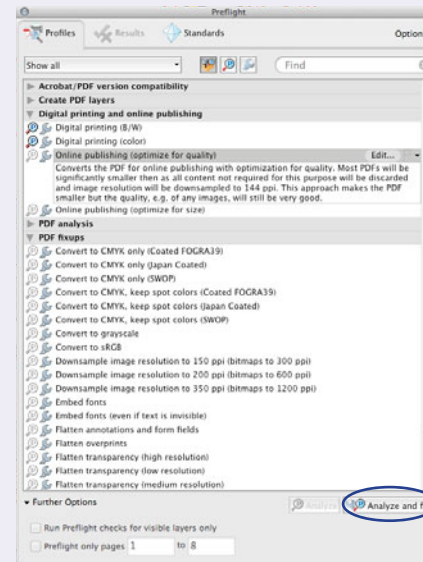 Preflight
Profiles Results Standards Option
Show all Find
Acrobat/PDF version compatibility
Create PDF layers
Digital printing and online publishing
Digital printing (B/W)
Digital printing (color)
Online publishing (optimize for quality) Edit...
Converts the PDF for online publishing with optimization for quality. Most PDFs will be
significantly smaller then as all content not required for this purpose will be discarded
and image resolution will be downsampled to 144 ppi. This approach makes the PDF
smaller but the quality, e.g. of any images, will still be very good.
Online publishing (optimize for size)
PDF analysis
PDF fixups
Convert to CMYK only (Coated FOGRA39)
Convert to CMYK only (Japan Coated)
Convert to CMYK only (SWOP)
Convert to CMYK, keep spot colors (Coated FOGRA39)
Convert to CMYK, keep spot colors (Japan Coated)
Convert to CMYK, keep spot colors (SWOP)
Convert to grayscale
Convert to sRGB
Downsample image resolution to 150 ppi (bitmaps to 300 ppi)
Downsample image resolution to 200 ppi (bitmaps to 600 ppi)
Downsample image resolution to 350 ppi (bitmaps to 1200 ppi)
Embed fonts
Embed fonts (even if text is invisible)
Flatten annotations and form fields
Flatten overprints
Flatten transparency (high resolution)
Flatten transparency (low resolution)
Flatten transparency (medium resolution)
Further Options Analyze Analyze and f
Run Preflight checks for visible layers only
Preflight only pages 1 to 8